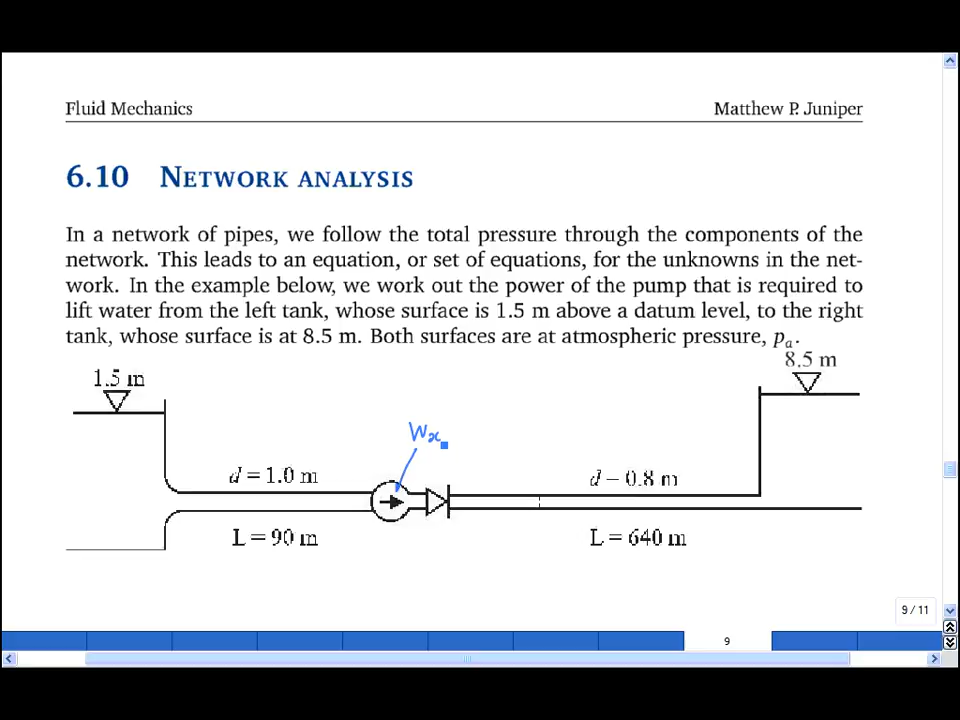 Fluid Mechanics
Matthew P. Juniper
6.10 NETWORK ANALYSIS
In a network of pipes, we follow the total pressure through the components of the
network. This leads to an equation, or set of equations, for the unknowns in the net-
work. In the example below, we work out the power of the pump that is required to
lift water from the left tank, whose surface is 1.5 m above a datum level, to the right
tank, whose surface is at 8.5 m. Both surfaces are at atmospheric pressure, pₐ.
8.5 m
1.5 m
Wₓ
d = 1.0 m
d – 0.8 m
L = 90 m
L = 640 m
9 / 11
9